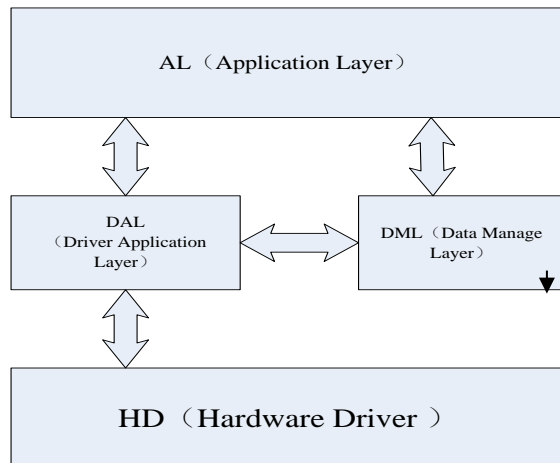 AL（Application Layer）
DAL
（Driver Application
Layer）
DML（Data Manage
Layer）
HD（Hardware Driver ）